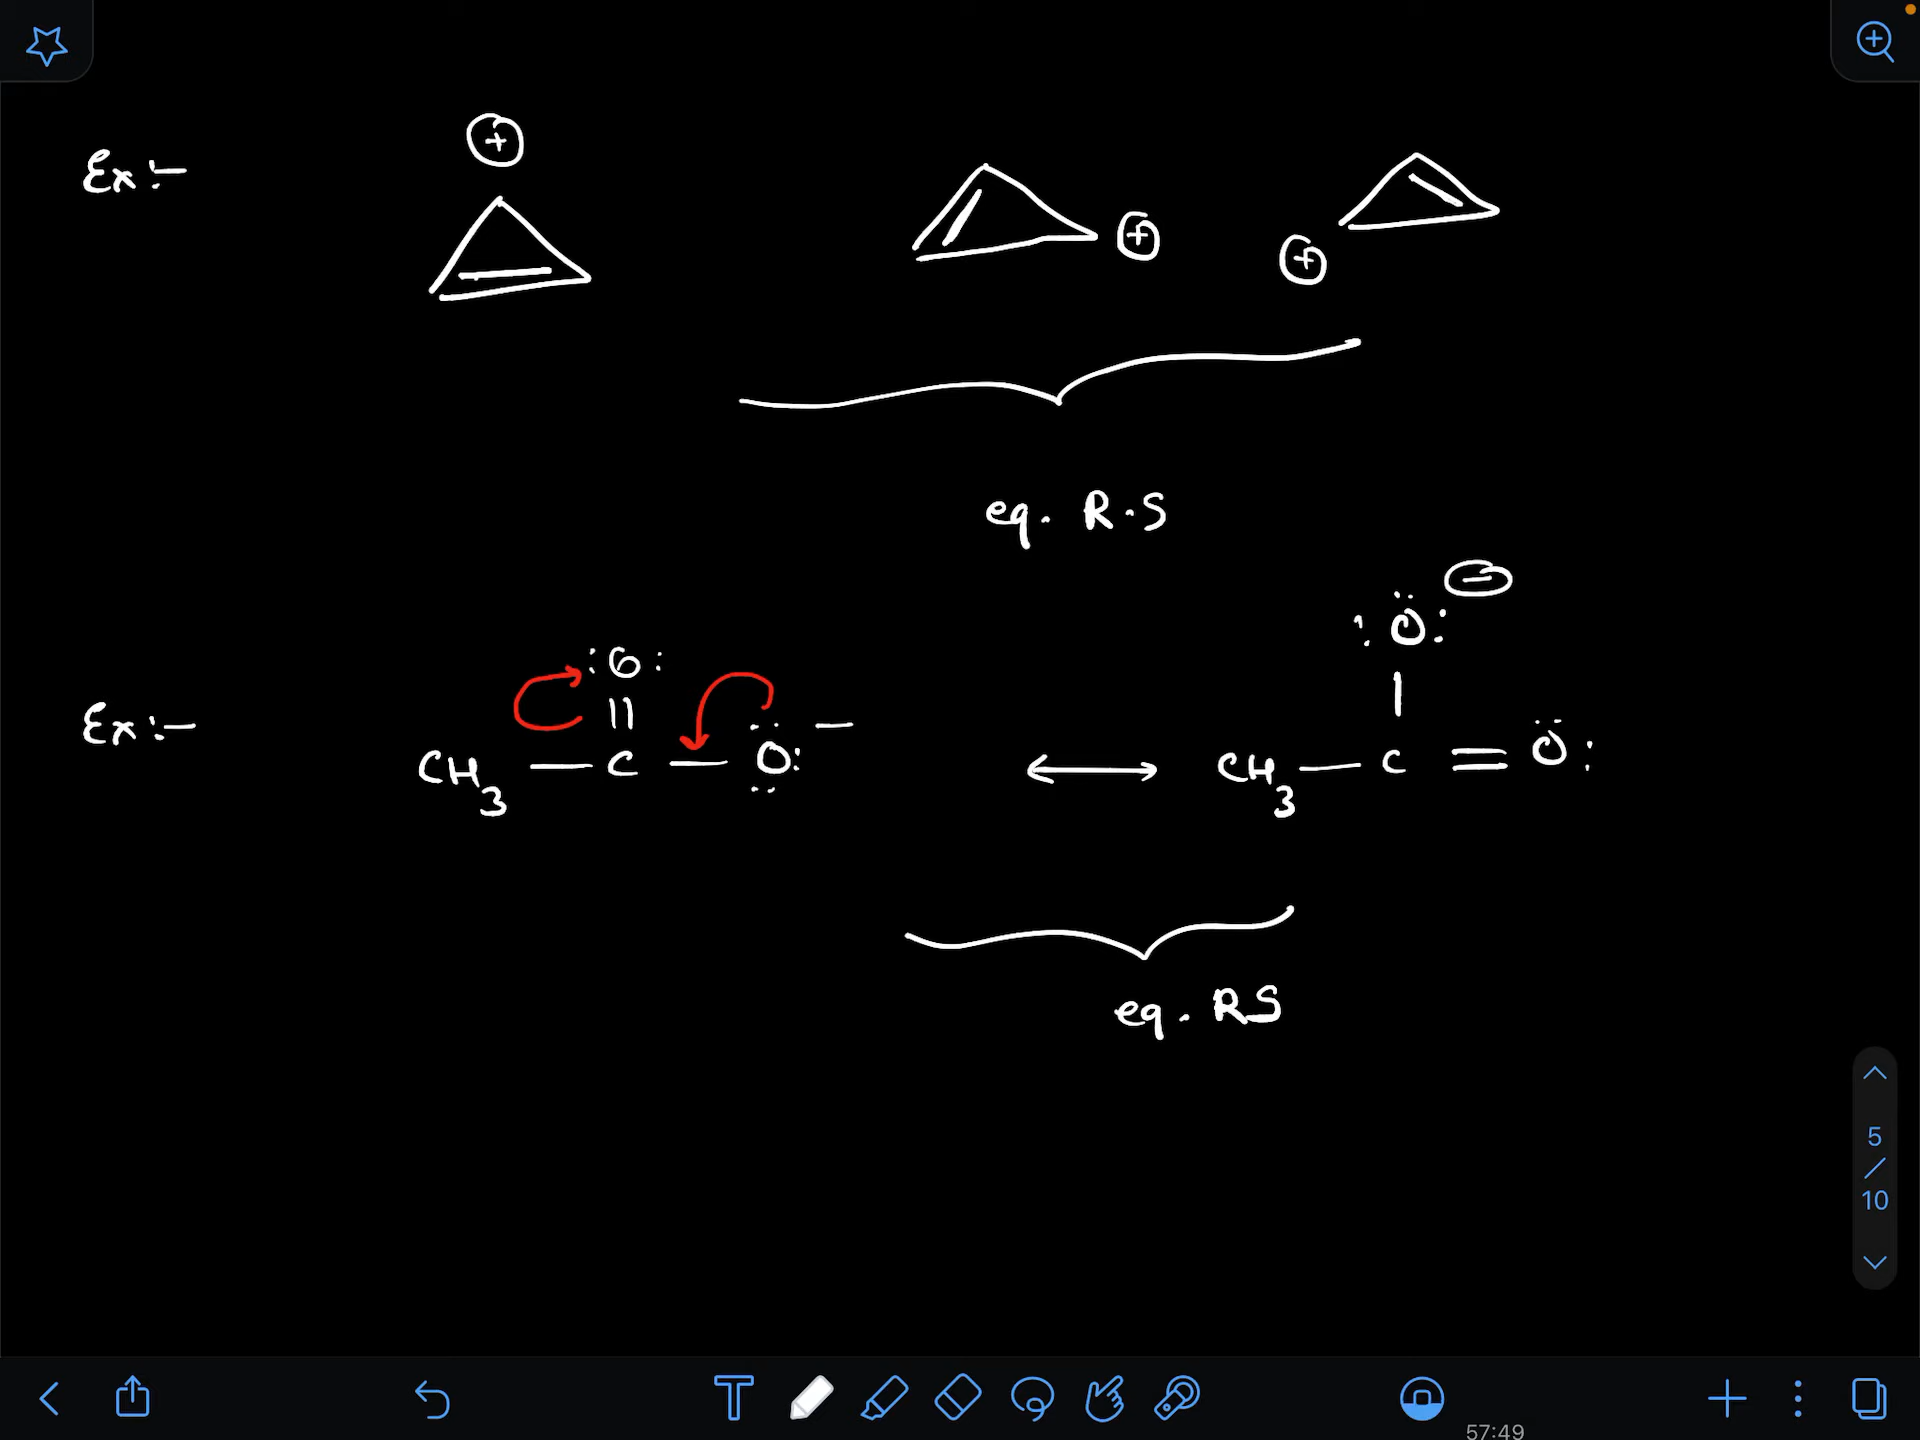 Ex :-
⊕
⊕
⊕
eq. R.S
Ex :-
:O:
||
CH3 — C — Ö: —
⟷
:Ö: ⊖
|
CH3 — C = Ö:
eq. RS
5
/
10
T
57:49